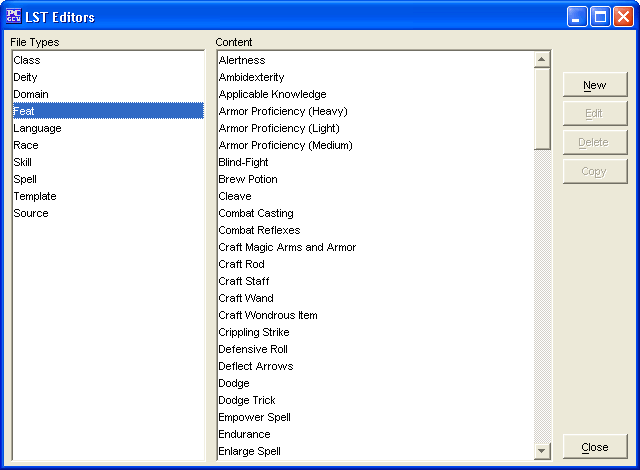 PC GEN
LST Editors
File Types
Class
Deity
Domain
Feat
Language
Race
Skill
Spell
Template
Source
Content
Alertness
Ambidexterity
Applicable Knowledge
Armor Proficiency (Heavy)
Armor Proficiency (Light)
Armor Proficiency (Medium)
Blind-Fight
Brew Potion
Cleave
Combat Casting
Combat Reflexes
Craft Magic Arms and Armor
Craft Rod
Craft Staff
Craft Wand
Craft Wondrous Item
Crippling Strike
Defensive Roll
Deflect Arrows
Dodge
Dodge Trick
Empower Spell
Endurance
Enlarge Spell
New
Edit
Delete
Copy
Close